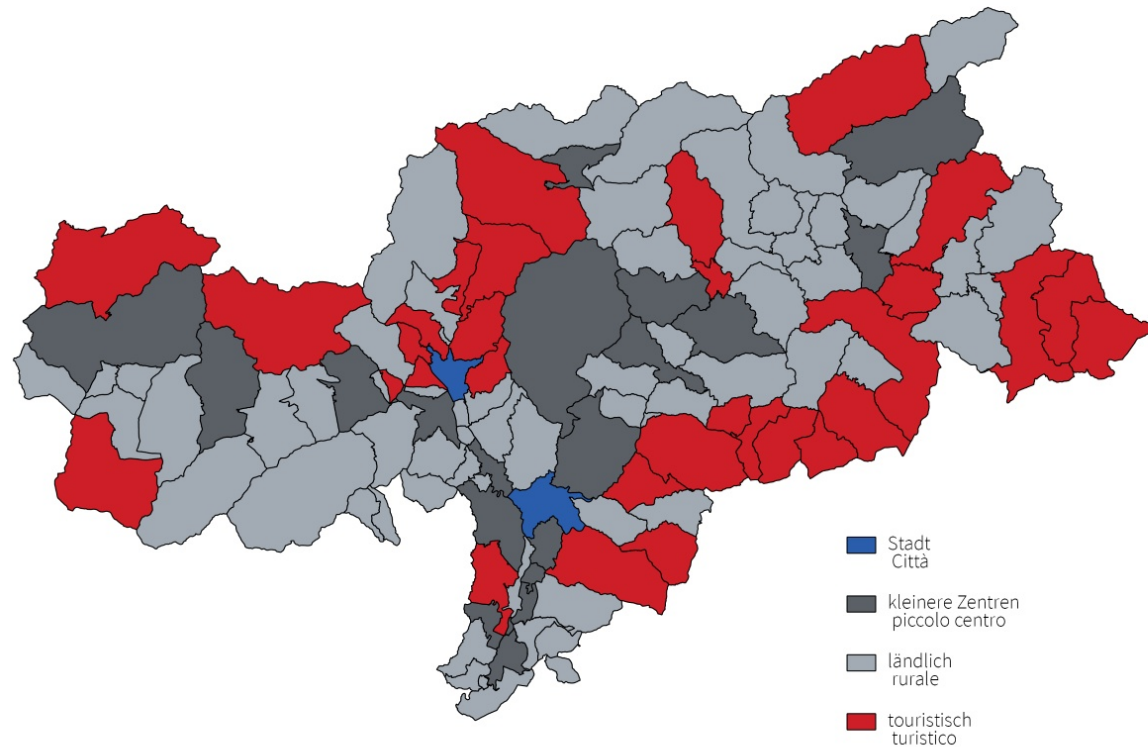 Stadt
Città
kleinere Zentren
piccolo centro
ländlich
rurale
touristisch
turistico